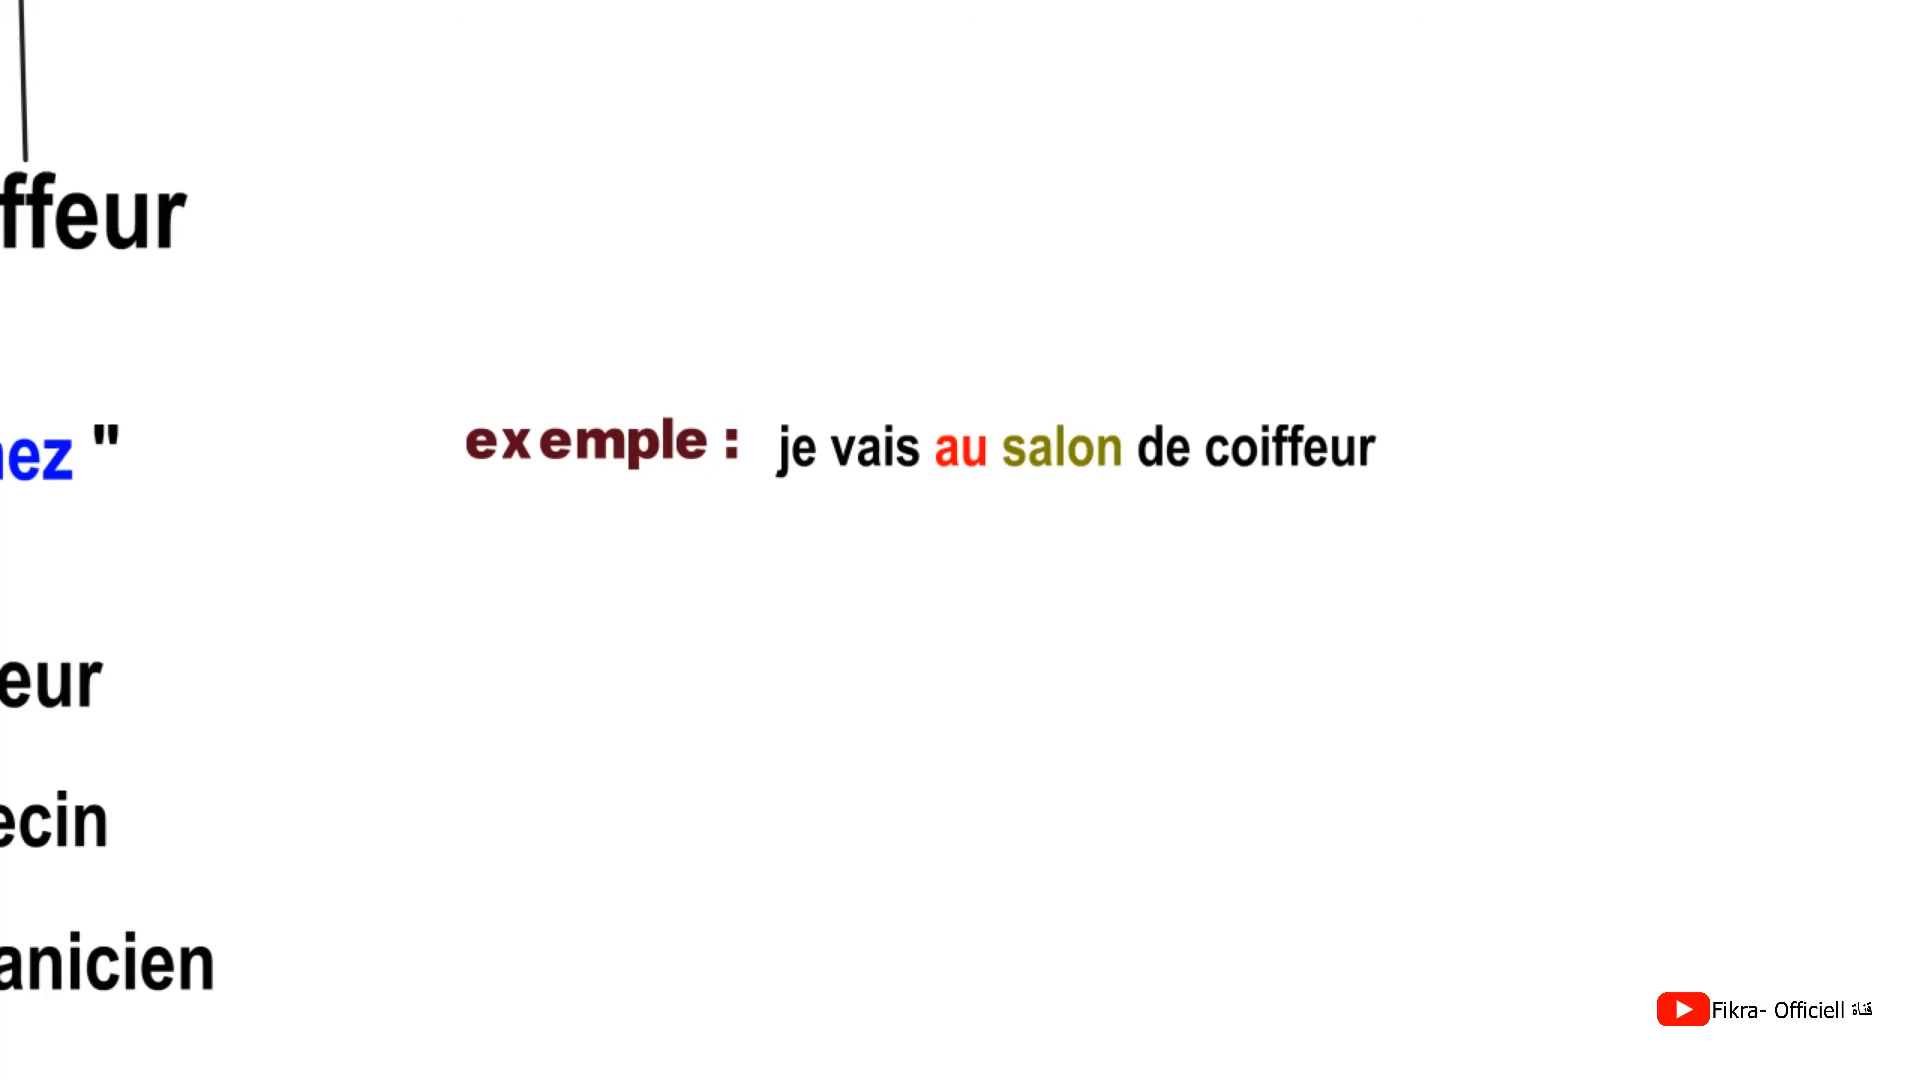 ffeur
ez "
exemple : je vais au salon de coiffeur
eur
ecin
anicien
Fikra- Officiell قناة